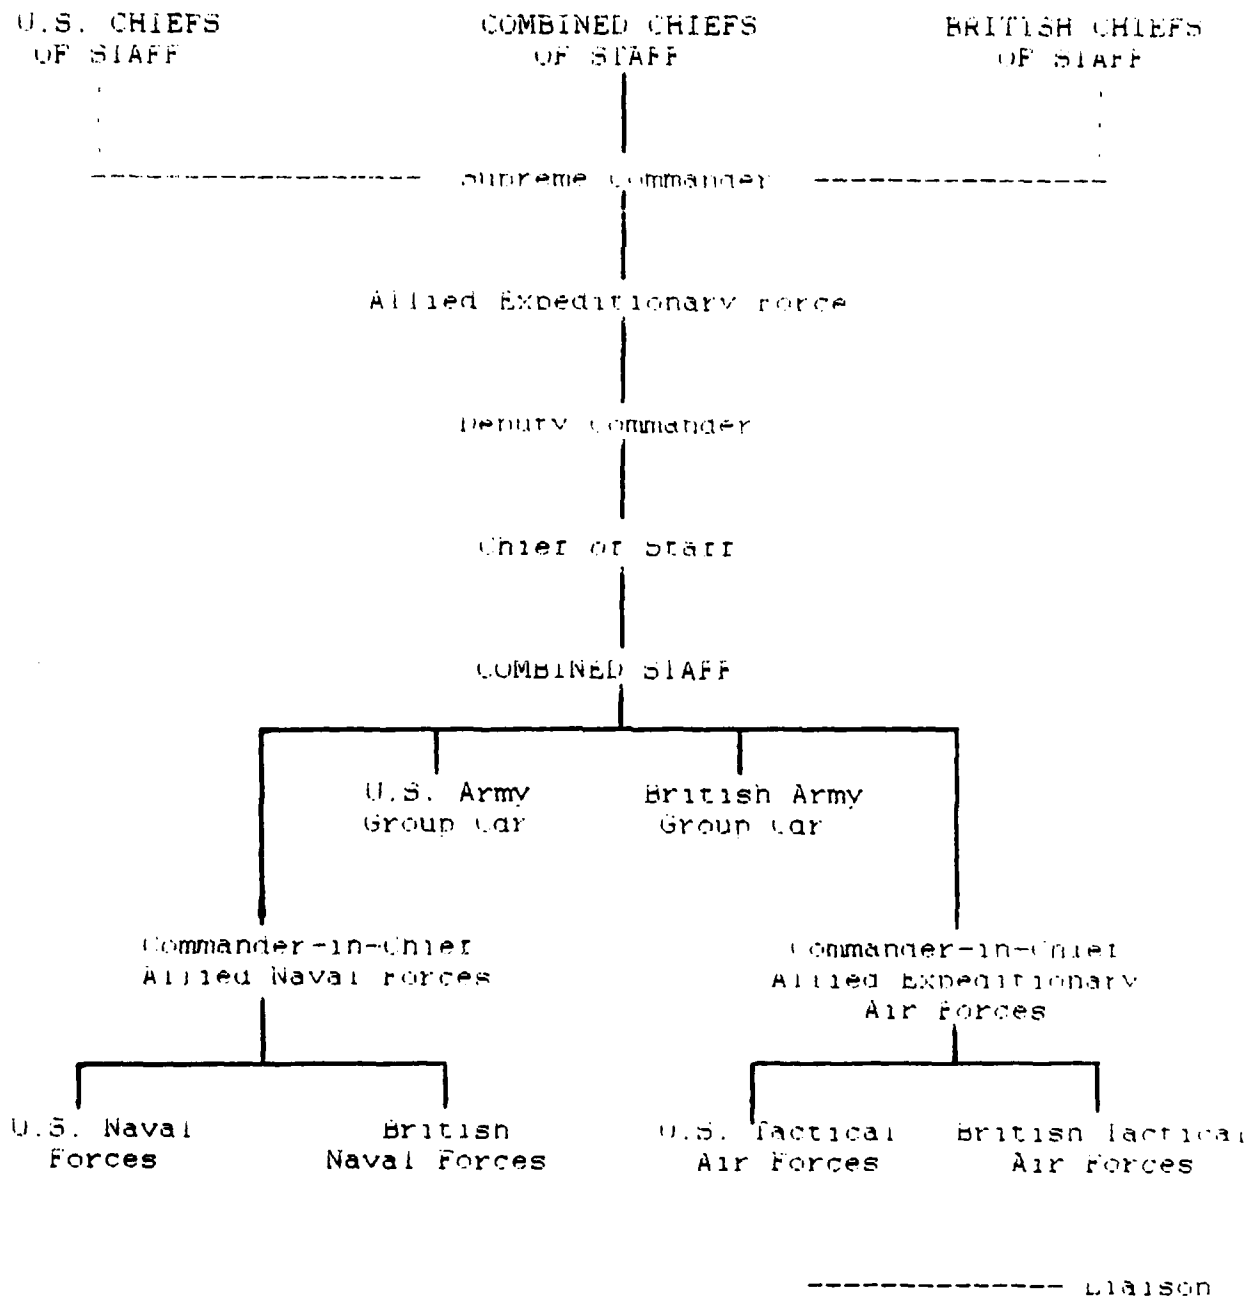 U.S. CHIEFS
OF STAFF
COMBINED CHIEFS
OF STAFF
BRITISH CHIEFS
OF STAFF
Supreme Commander
Allied Expeditionary Force
Deputy Commander
Chief of Staff
COMBINED STAFF
U.S. Army
Group
British Army
Group
Commander-in-Chief
Allied Naval Forces
Commander-in-Chief
Allied Expeditionary
Air Forces
U.S. Naval
Forces
British
Naval Forces
U.S. Tactical
Air Forces
British Tactical
Air Forces
Liaison